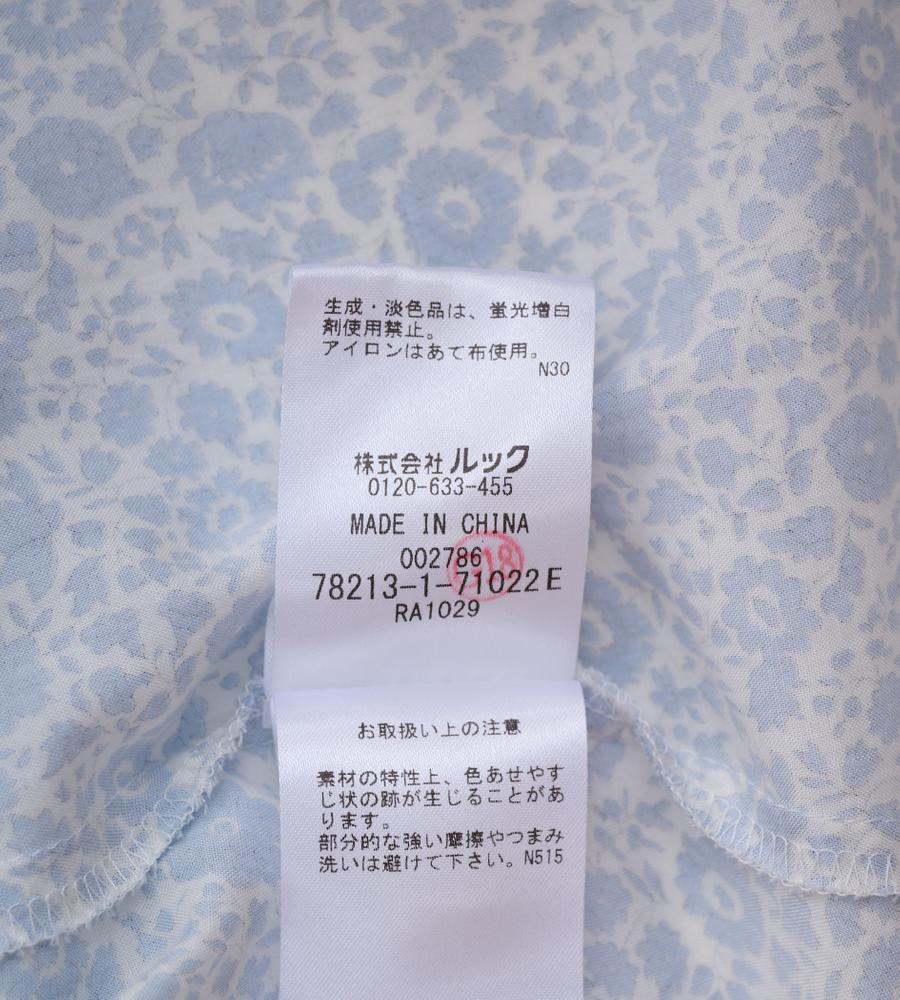 生成・淡色品は、蛍光増白
剤使用禁止。
アイロンはあて布使用。
N30
株式会社ルック
0120-633-455
MADE IN CHINA
002786
78213-1-71022E
RA1029
お取扱い上の注意
素材の特性上、色あせやす
じ状の跡が生じることがあ
ります。
部分的な強い摩擦やつまみ
洗いは避けて下さい。N515